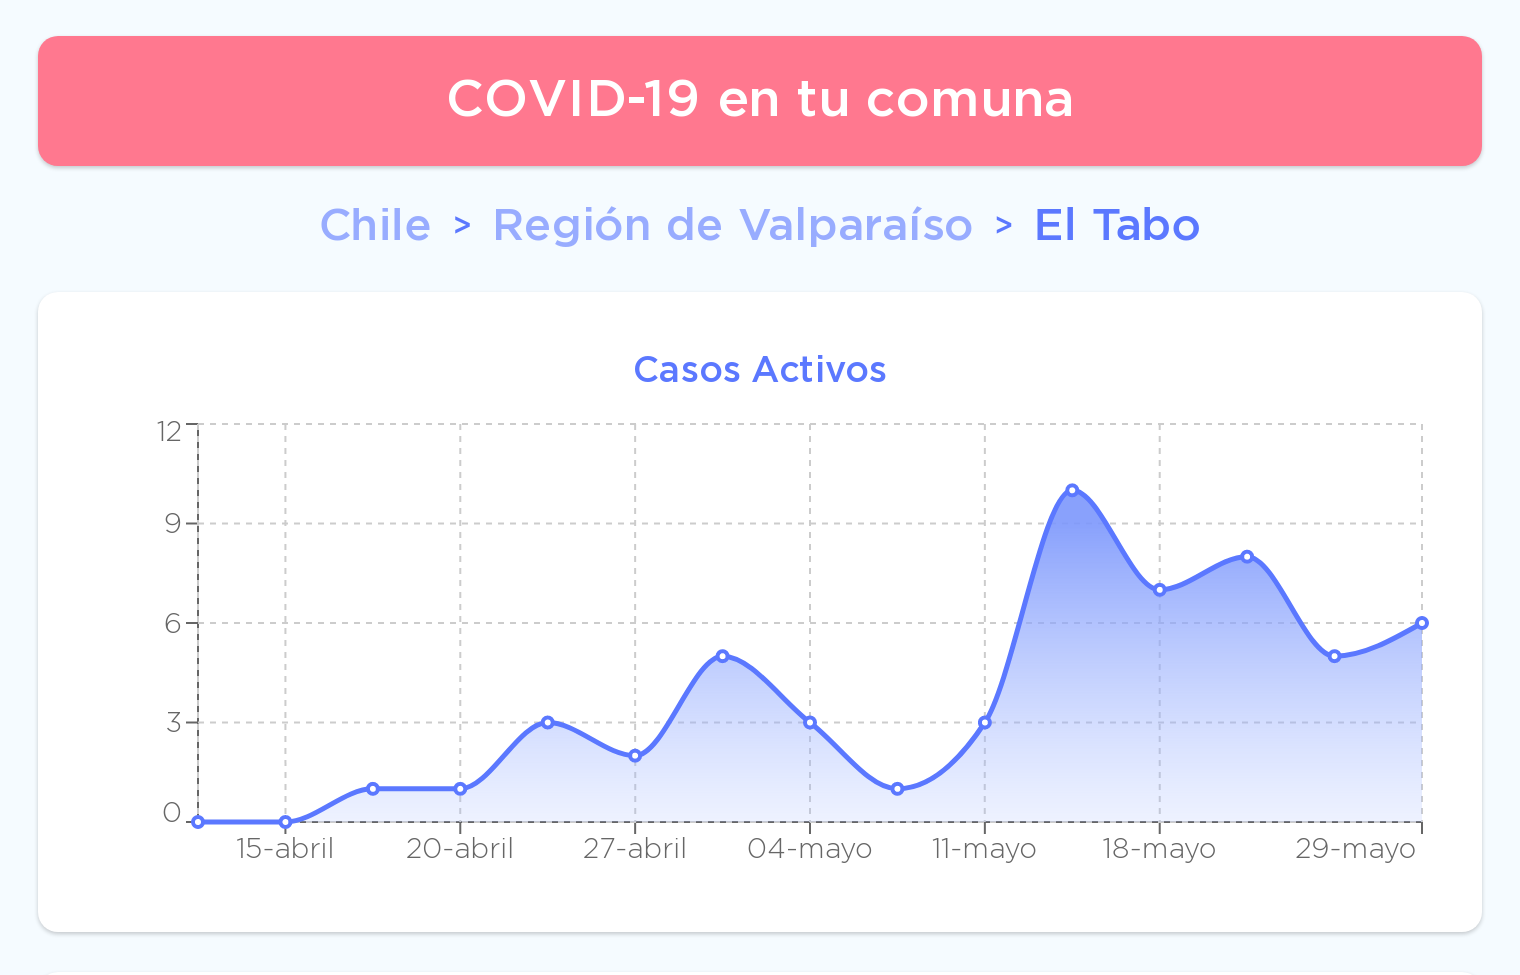 COVID-19 en tu comuna
Chile > Región de Valparaíso > El Tabo
Casos Activos
12
9
6
3
0
15-abril 20-abril 27-abril 04-mayo 11-mayo 18-mayo 29-mayo